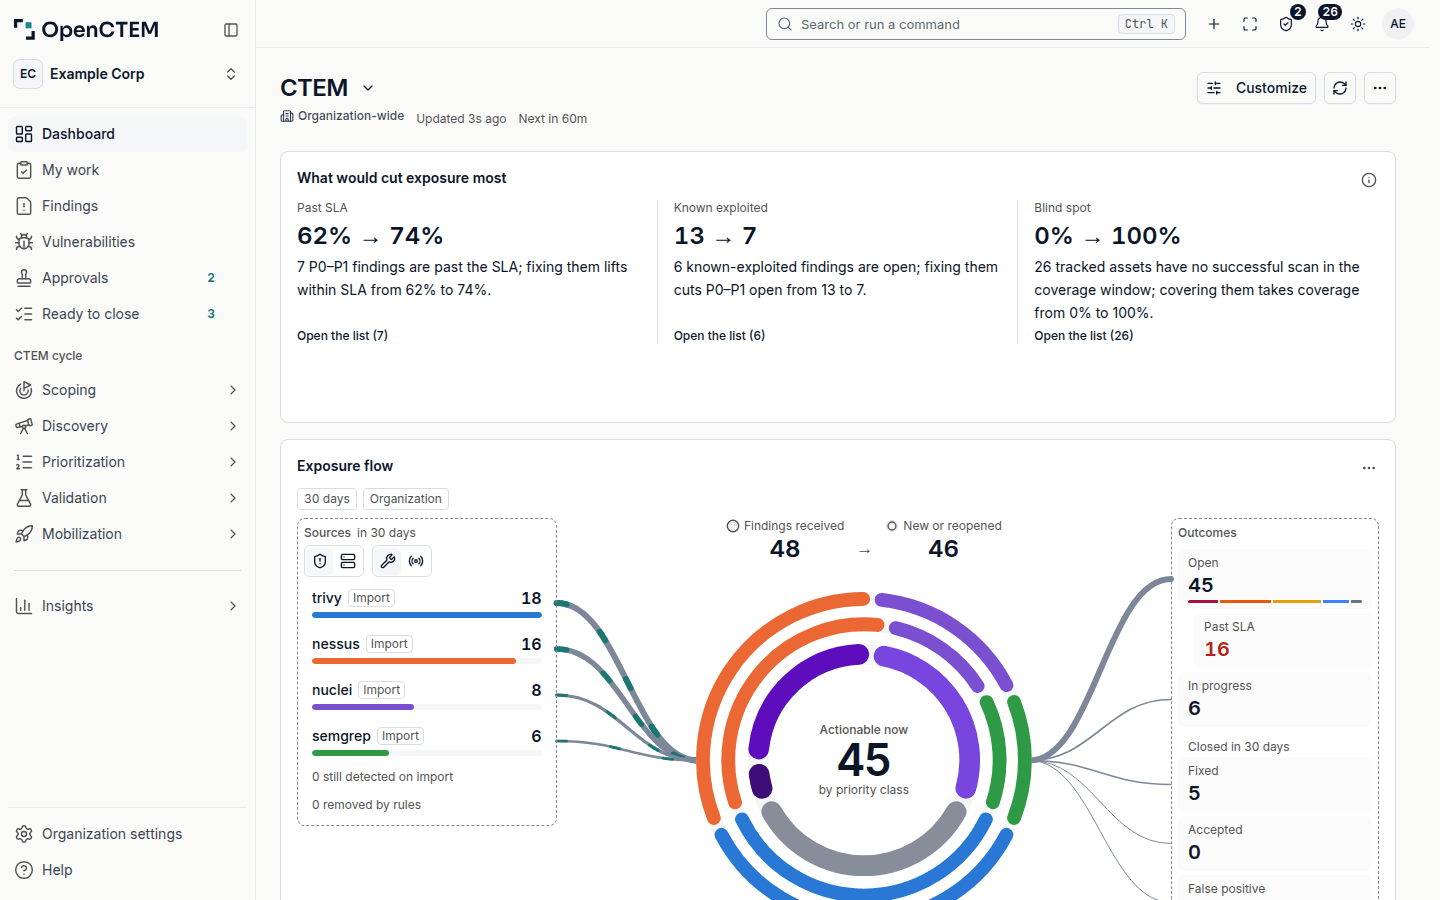 OpenCTEM
EC Example Corp
Dashboard
My work
Findings
Vulnerabilities
Approvals 2
Ready to close 3
CTEM cycle
Scoping
Discovery
Prioritization
Validation
Mobilization
Insights
Organization settings
Help
Search or run a command Ctrl K
2
26
AE
CTEM
Organization-wide Updated 3s ago Next in 60m
Customize
What would cut exposure most
Past SLA
62% → 74%
7 P0–P1 findings are past the SLA; fixing them lifts
within SLA from 62% to 74%.
Open the list (7)
Known exploited
13 → 7
6 known-exploited findings are open; fixing them
cuts P0–P1 open from 13 to 7.
Open the list (6)
Blind spot
0% → 100%
26 tracked assets have no successful scan in the
coverage window; covering them takes coverage
from 0% to 100%.
Open the list (26)
Exposure flow
30 days Organization
Sources in 30 days
trivy Import 18
nessus Import 16
nuclei Import 8
semgrep Import 6
0 still detected on import
0 removed by rules
Findings received
48
→
New or reopened
46
Actionable now
45
by priority class
Outcomes
Open
45
Past SLA
16
In progress
6
Closed in 30 days
Fixed
5
Accepted
0
False positive